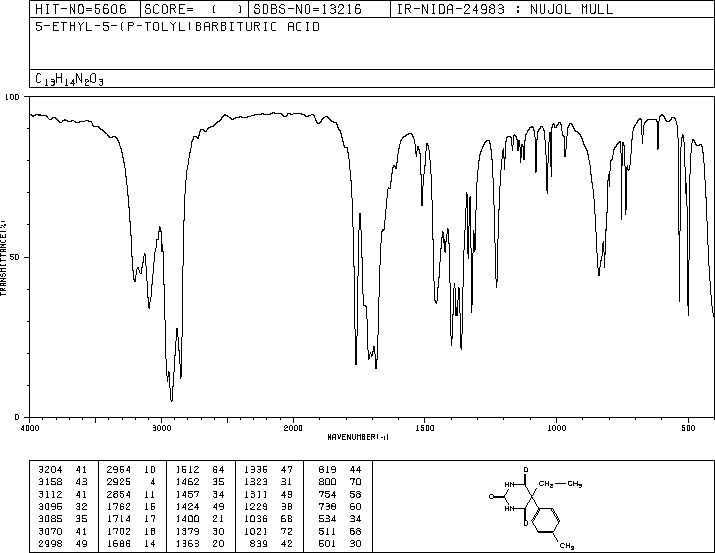 HIT-NO=5606 SCORE= ( ) SDBS-NO=13216 IR-NIDA-24983 : NUJOL MULL
5-ETHYL-5-(P-TOLYL)BARBITURIC ACID
C13H14N2O3
100
50
0
TRANSMITTANCE(%)
4000 3000 2000 1500 1000 500
WAVENUMBER(-1)
3204 41 2954 10 1512 64 1335 47 819 44
3158 43 2925 4 1462 35 1323 31 800 70
3112 41 2854 11 1457 34 1311 49 754 58
3095 32 1762 16 1424 49 1229 38 738 60
3085 35 1714 17 1400 21 1036 68 534 34
3070 41 1702 18 1379 30 1021 72 511 58
2998 49 1686 14 1363 20 839 42 501 30
O
HN
CH2—CH3
O
HN
O
CH3